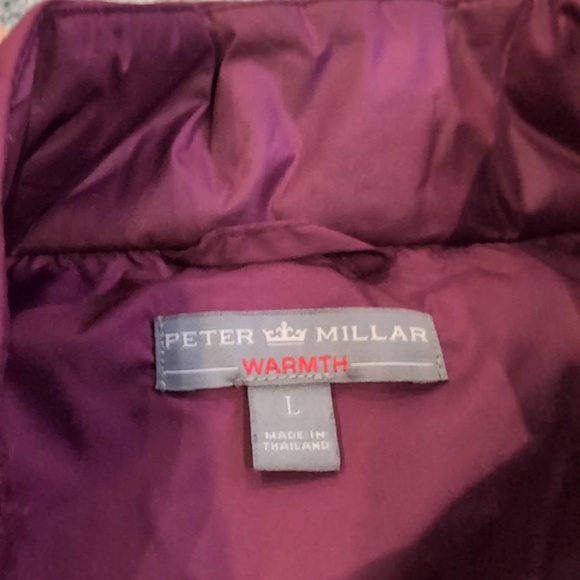 PETER MILLAR
WARMTH
L
MADE IN
THAILAND